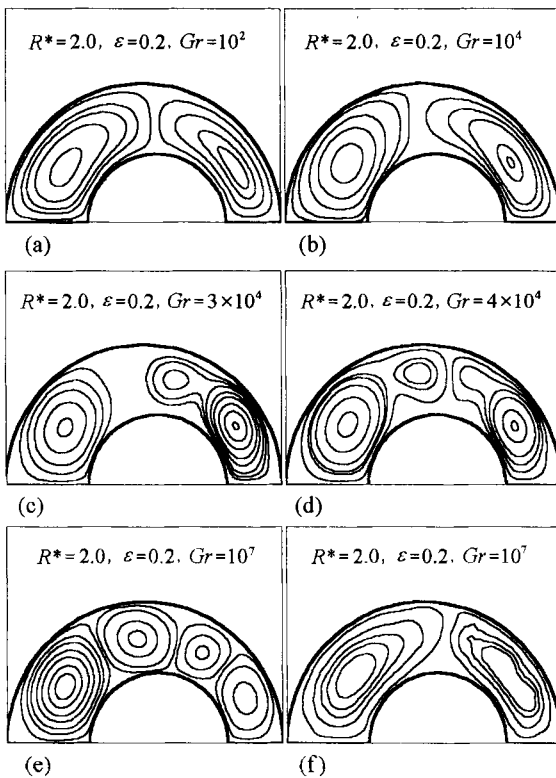 R*=2.0, ε=0.2, Gr=10²
R*=2.0, ε=0.2, Gr=10⁴
(a)
(b)
R*=2.0, ε=0.2, Gr=3×10⁴
R*=2.0, ε=0.2, Gr=4×10⁴
(c)
(d)
R*=2.0, ε=0.2, Gr=10⁷
R*=2.0, ε=0.2, Gr=10⁷
(e)
(f)